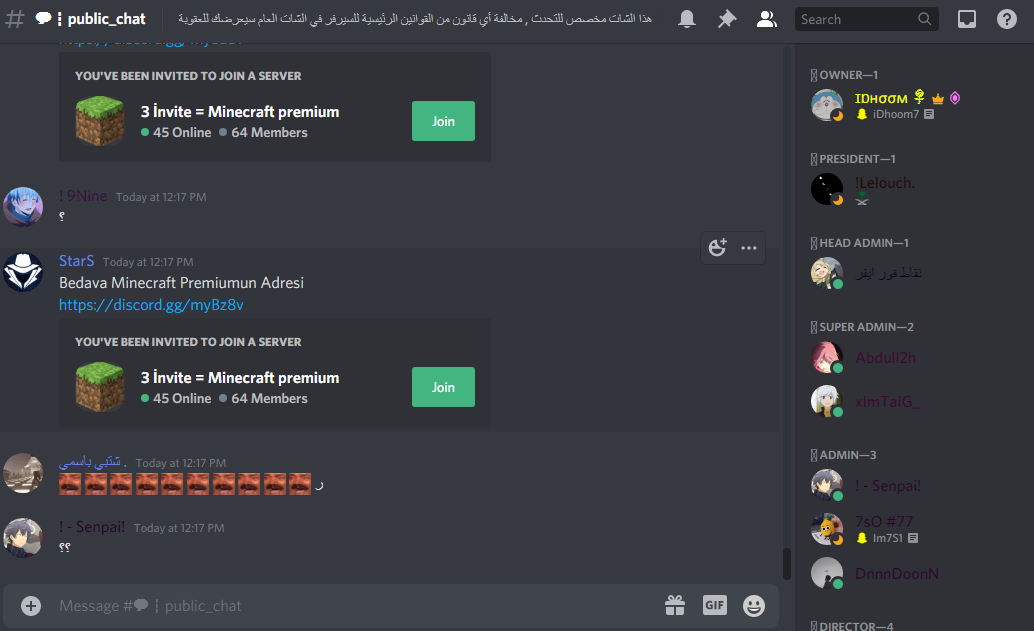 ┇ public_chat
هذا الشات مخصص للتحدث , مخالفة أي قانون من القوانين الرئيسية للسيرفر في الشات العام سيعرضك للعقوبة
Search
YOU'VE BEEN INVITED TO JOIN A SERVER
3 İnvite = Minecraft premium
45 Online 64 Members
Join
! 9Nine Today at 12:17 PM
؟
StarS Today at 12:17 PM
Bedava Minecraft Premiumun Adresi
https://discord.gg/myBz8v
YOU'VE BEEN INVITED TO JOIN A SERVER
3 İnvite = Minecraft premium
45 Online 64 Members
Join
Today at 12:17 PM
ر
! - Senpai! Today at 12:17 PM
؟؟
Message # ┇ public_chat
GIF
OWNER—1
IDнσσм
iDhoom7
PRESIDENT—1
!Lelouch.
HEAD ADMIN—1
نقاط فور ايفر
SUPER ADMIN—2
Abdull2h
xImTaiG_
ADMIN—3
! - Senpai!
7sO #77
Im7S1
DnnnDoonN
DIRECTOR—4